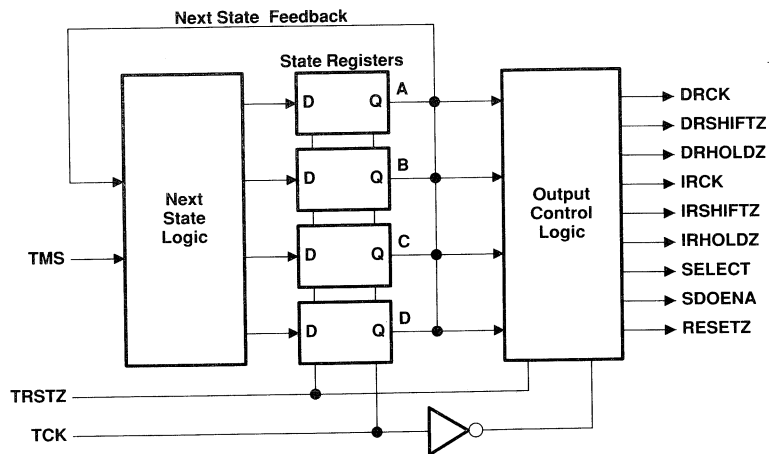 Next State Feedback
State Registers
A
D Q
B
D Q
C
D Q
D
D Q
Next
State
Logic
Output
Control
Logic
TMS
TRSTZ
TCK
DRCK
DRSHIFTZ
DRHOLDZ
IRCK
IRSHIFTZ
IRHOLDZ
SELECT
SDOENA
RESETZ